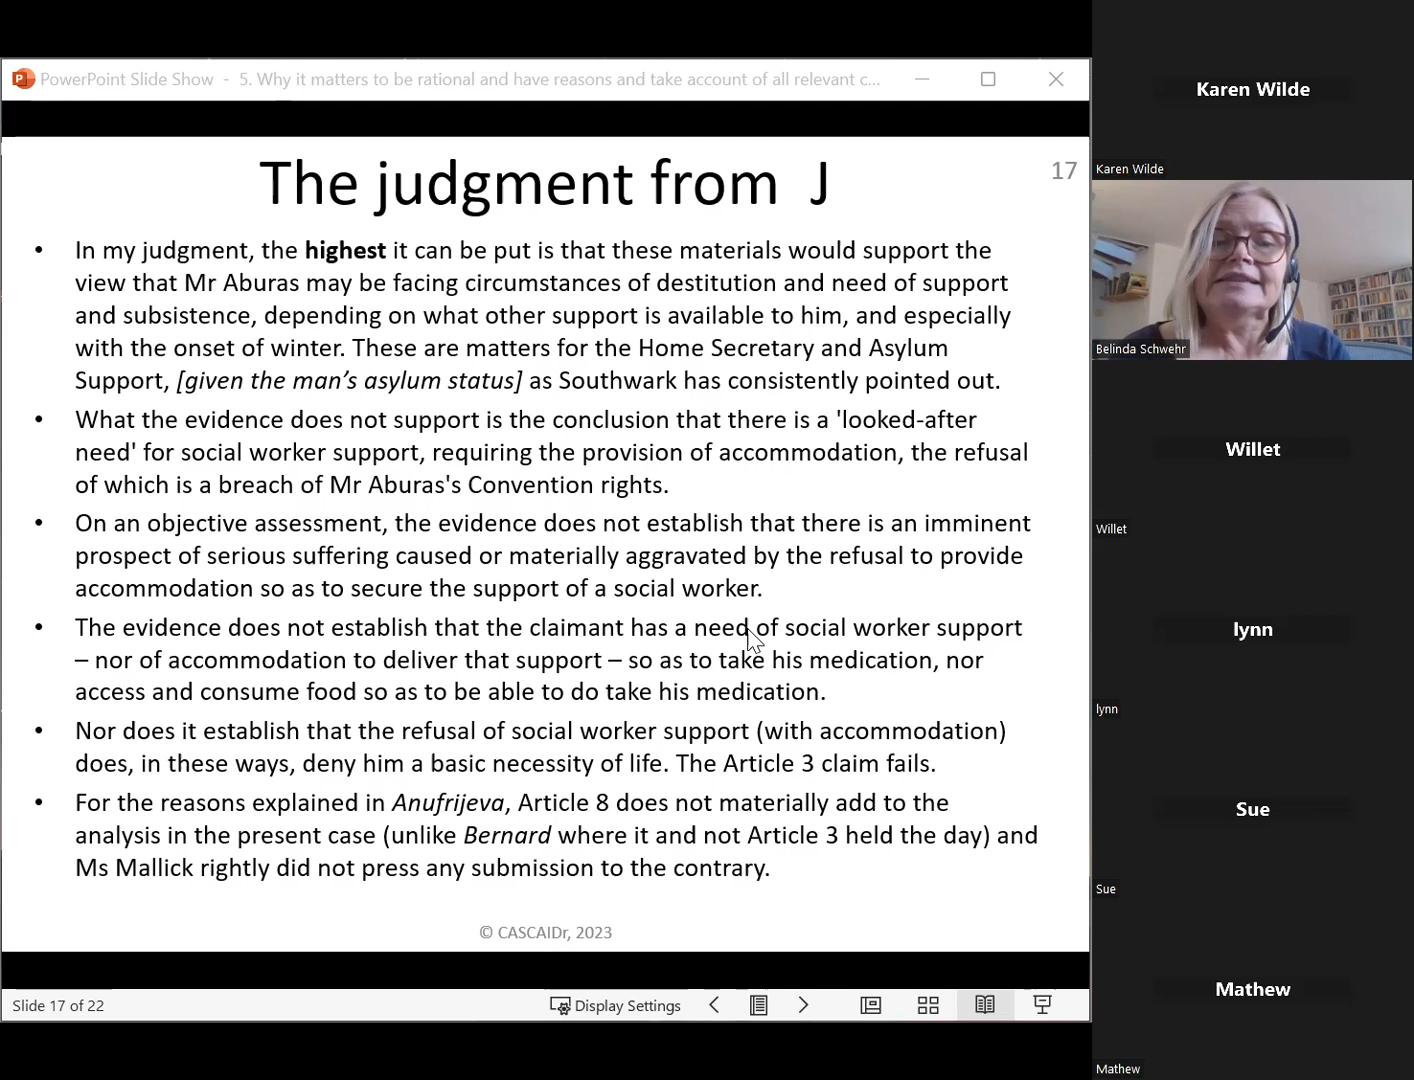 PowerPoint Slide Show - 5. Why it matters to be rational and have reasons and take account of all relevant c...
The judgment from J
17
• In my judgment, the highest it can be put is that these materials would support the
view that Mr Aburas may be facing circumstances of destitution and need of support
and subsistence, depending on what other support is available to him, and especially
with the onset of winter. These are matters for the Home Secretary and Asylum
Support, [given the man's asylum status] as Southwark has consistently pointed out.
• What the evidence does not support is the conclusion that there is a 'looked-after
need' for social worker support, requiring the provision of accommodation, the refusal
of which is a breach of Mr Aburas's Convention rights.
• On an objective assessment, the evidence does not establish that there is an imminent
prospect of serious suffering caused or materially aggravated by the refusal to provide
accommodation so as to secure the support of a social worker.
• The evidence does not establish that the claimant has a need of social worker support
– nor of accommodation to deliver that support – so as to take his medication, nor
access and consume food so as to be able to do take his medication.
• Nor does it establish that the refusal of social worker support (with accommodation)
does, in these ways, deny him a basic necessity of life. The Article 3 claim fails.
• For the reasons explained in Anufrijeva, Article 8 does not materially add to the
analysis in the present case (unlike Bernard where it and not Article 3 held the day) and
Ms Mallick rightly did not press any submission to the contrary.
© CASCAIDr, 2023
Slide 17 of 22
Display Settings
Karen Wilde
Karen Wilde
Belinda Schwehr
Willet
Willet
lynn
lynn
Sue
Sue
Mathew
Mathew